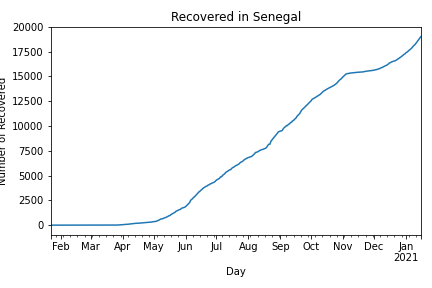 Recovered in Senegal
20000
17500
15000
12500
10000
7500
5000
2500
0
Number of Recovered
Feb Mar Apr May Jun Jul Aug Sep Oct Nov Dec Jan
2021
Day